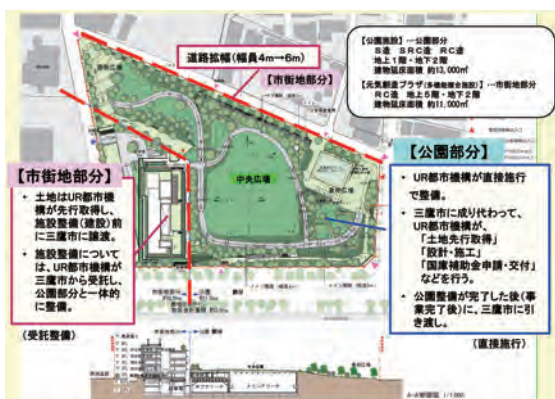 道路拡幅(幅員4m→6m)
【市街地部分】
【公園施設】…公園部分
S造 SRC造 RC造
地上1階・地下2階
建物延床面積 約13,000㎡
【元気創造プラザ(多機能複合施設)】…市街地部分
RC造 地上5階・地下2階
建物延床面積 約11,000㎡
中央広場
【市街地部分】
・ 土地はUR都市機
構が先行取得し、
施設整備(建設)前
に三鷹市に譲渡。
・ 施設整備につい
ては、UR都市機構が
三鷹市から受託し、
公園部分と一体的
に整備。
(受託整備)
【公園部分】
・ UR都市機構が直接施行
で整備。
・ 三鷹市に成り代わって、
UR都市機構が、
「土地先行取得」
「設計・施工」
「国庫補助金申請・交付」
などを行う。
・ 公園整備が完了した後(事
業完了後)に、三鷹市に引
き渡し。
(直接施行)